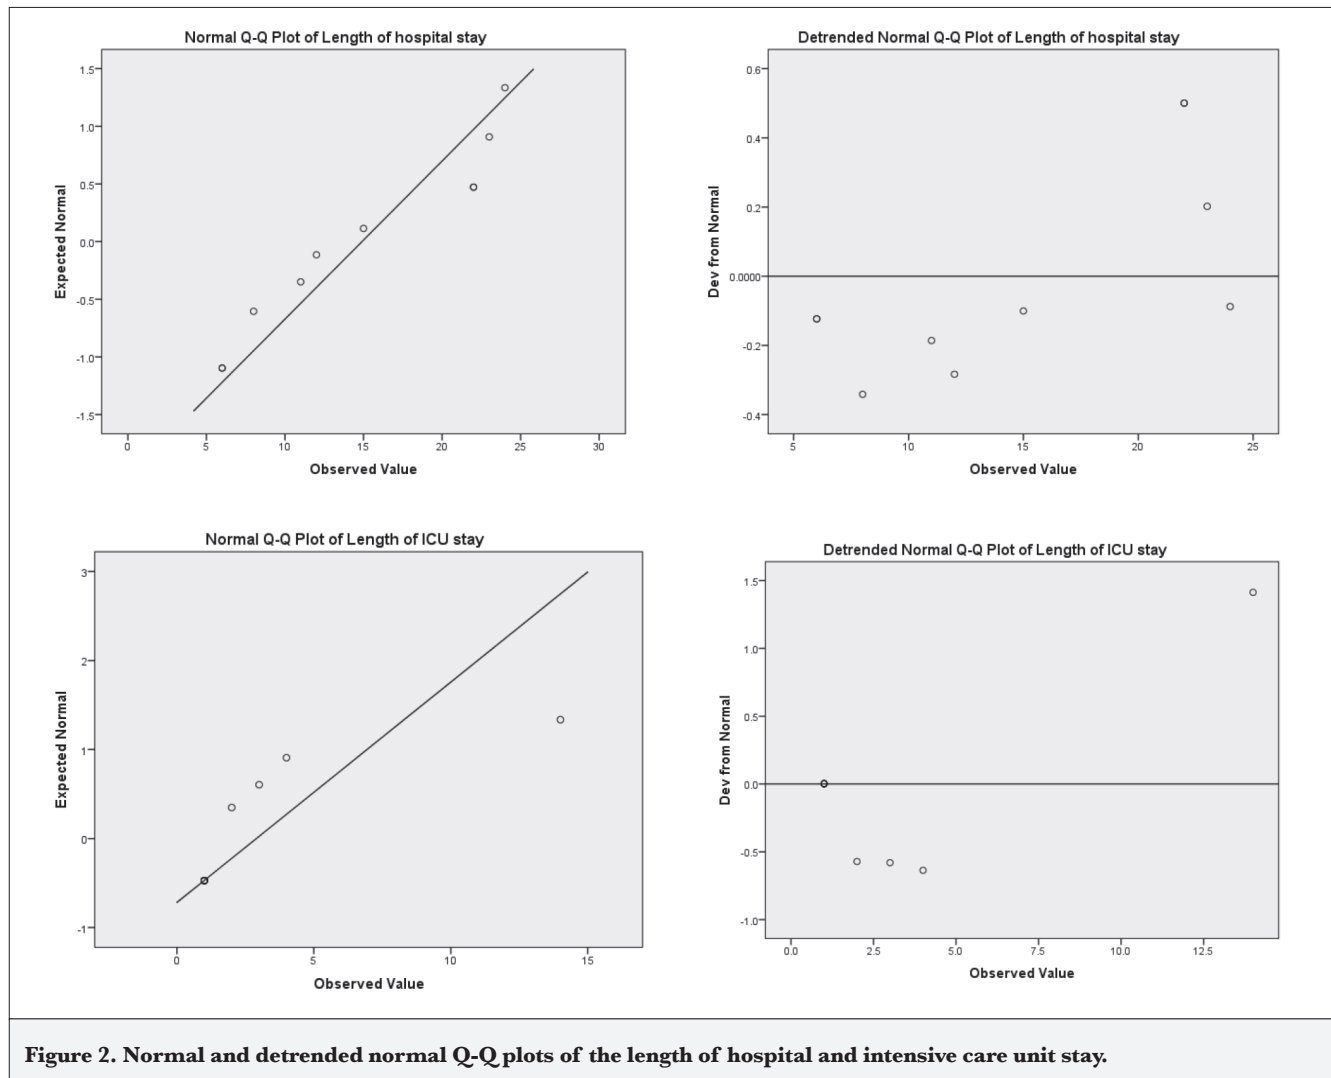 Normal Q-Q Plot of Length of hospital stay
1.5
1.0
0.5
0.0
-0.5
-1.0
-1.5
Expected Normal
0 5 10 15 20 25 30
Observed Value
Detrended Normal Q-Q Plot of Length of hospital stay
0.6
0.4
0.2
0.0000
-0.2
-0.4
Dev from Normal
5 10 15 20 25
Observed Value
Normal Q-Q Plot of Length of ICU stay
3
2
1
0
-1
Expected Normal
0 5 10 15
Observed Value
Detrended Normal Q-Q Plot of Length of ICU stay
1.5
1.0
0.5
0.0
-0.5
-1.0
Dev from Normal
0.0 2.5 5.0 7.5 10.0 12.5
Observed Value
Figure 2. Normal and detrended normal Q-Q plots of the length of hospital and intensive care unit stay.